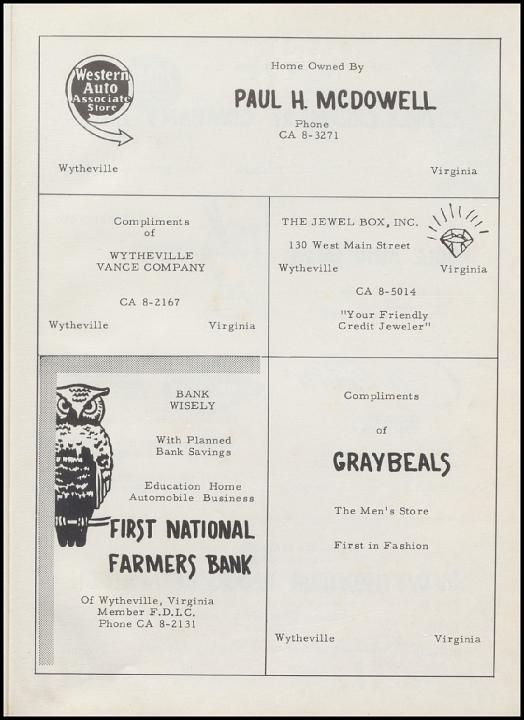 Western
Auto
Associate
Store
Home Owned By
PAUL H. MCDOWELL
Phone
CA 8-3271
Wytheville Virginia
Compliments
of
WYTHEVILLE
VANCE COMPANY
CA 8-2167
Wytheville Virginia
THE JEWEL BOX, INC.
130 West Main Street
Wytheville Virginia
CA 8-5014
"Your Friendly
Credit Jeweler"
BANK
WISELY
With Planned
Bank Savings
Education Home
Automobile Business
FIRST NATIONAL
FARMERS BANK
Of Wytheville, Virginia
Member F.D.I.C.
Phone CA 8-2131
Compliments
of
GRAYBEALS
The Men's Store
First in Fashion
Wytheville Virginia